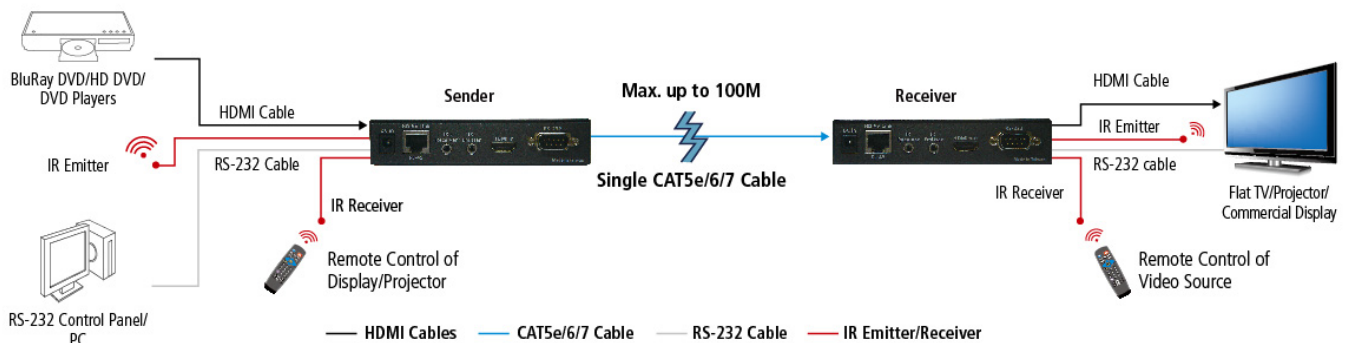 BluRay DVD/HD DVD/
DVD Players
HDMI Cable
IR Emitter
RS-232 Cable
RS-232 Control Panel/
PC
Sender
IR Receiver
Remote Control of
Display/Projector
Max. up to 100M
Single CAT5e/6/7 Cable
Receiver
HDMI Cable
IR Emitter
RS-232 cable
IR Receiver
Flat TV/Projector/
Commercial Display
Remote Control of
Video Source
HDMI Cables
CAT5e/6/7 Cable
RS-232 Cable
IR Emitter/Receiver